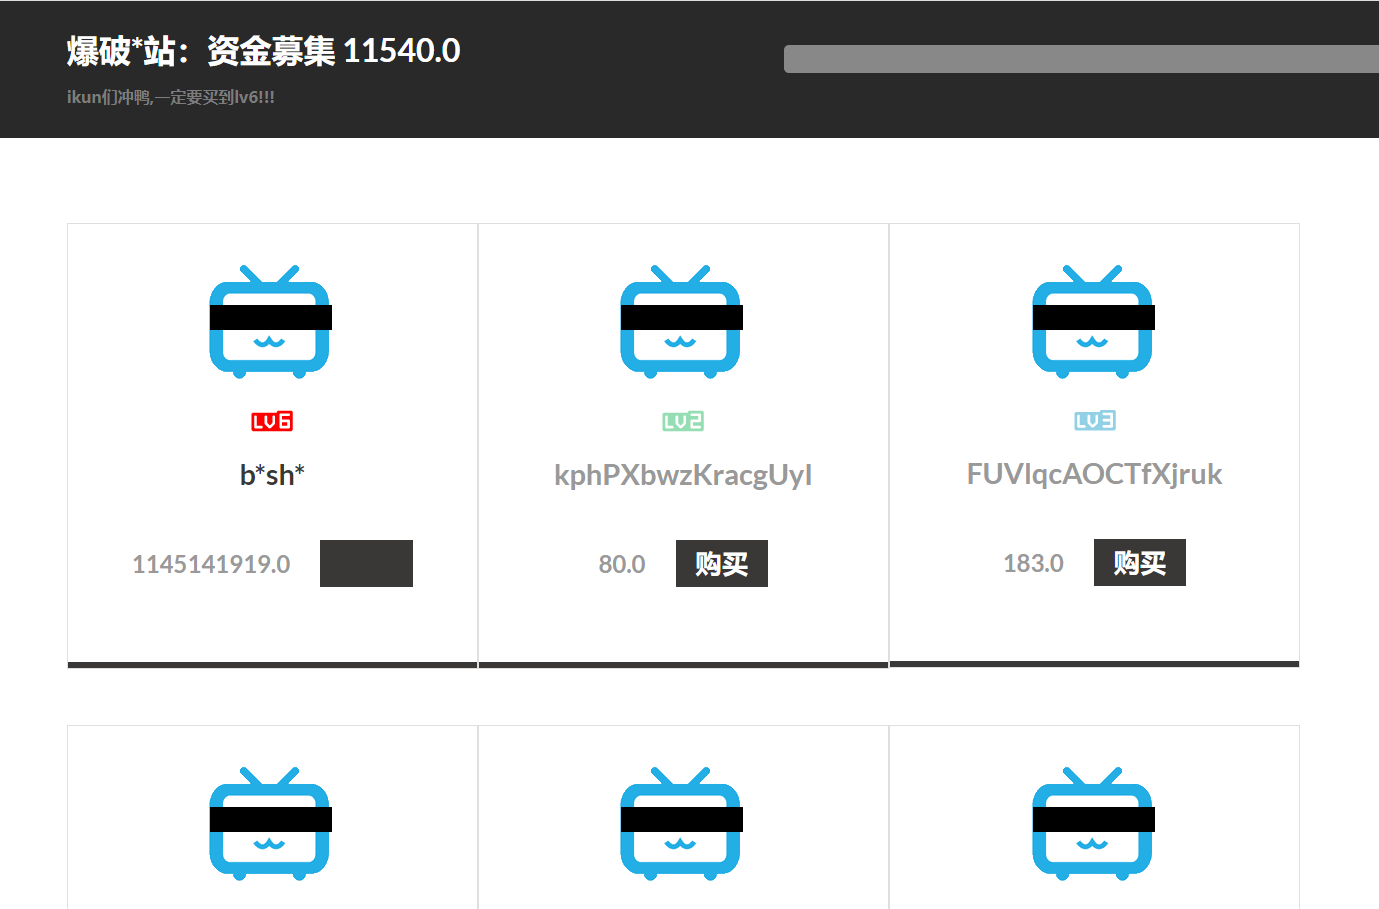 爆破*站：资金募集 11540.0
ikun们冲鸭,一定要买到lv6!!!
LV6
LV2
LV3
b*sh*
kphPXbwzKracgUyI
FUVIqcAOCTfXjruk
1145141919.0
80.0 购买
183.0 购买